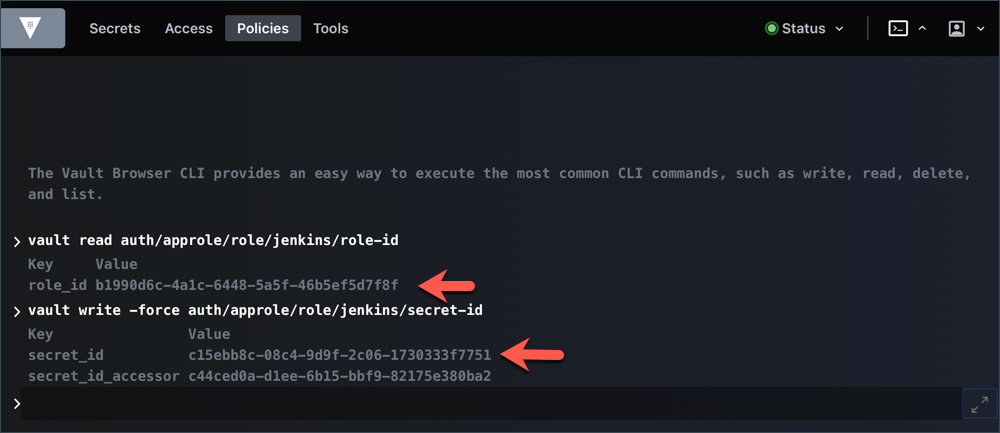 Secrets Access Policies Tools Status
The Vault Browser CLI provides an easy way to execute the most common CLI commands, such as write, read, delete,
and list.
vault read auth/approle/role/jenkins/role-id
Key Value
role_id b1990d6c-4a1c-6448-5a5f-46b5ef5d7f8f
vault write -force auth/approle/role/jenkins/secret-id
Key Value
secret_id c15ebb8c-08c4-9d9f-2c06-1730333f7751
secret_id_accessor c44ced0a-d1ee-6b15-bbf9-82175e380ba2